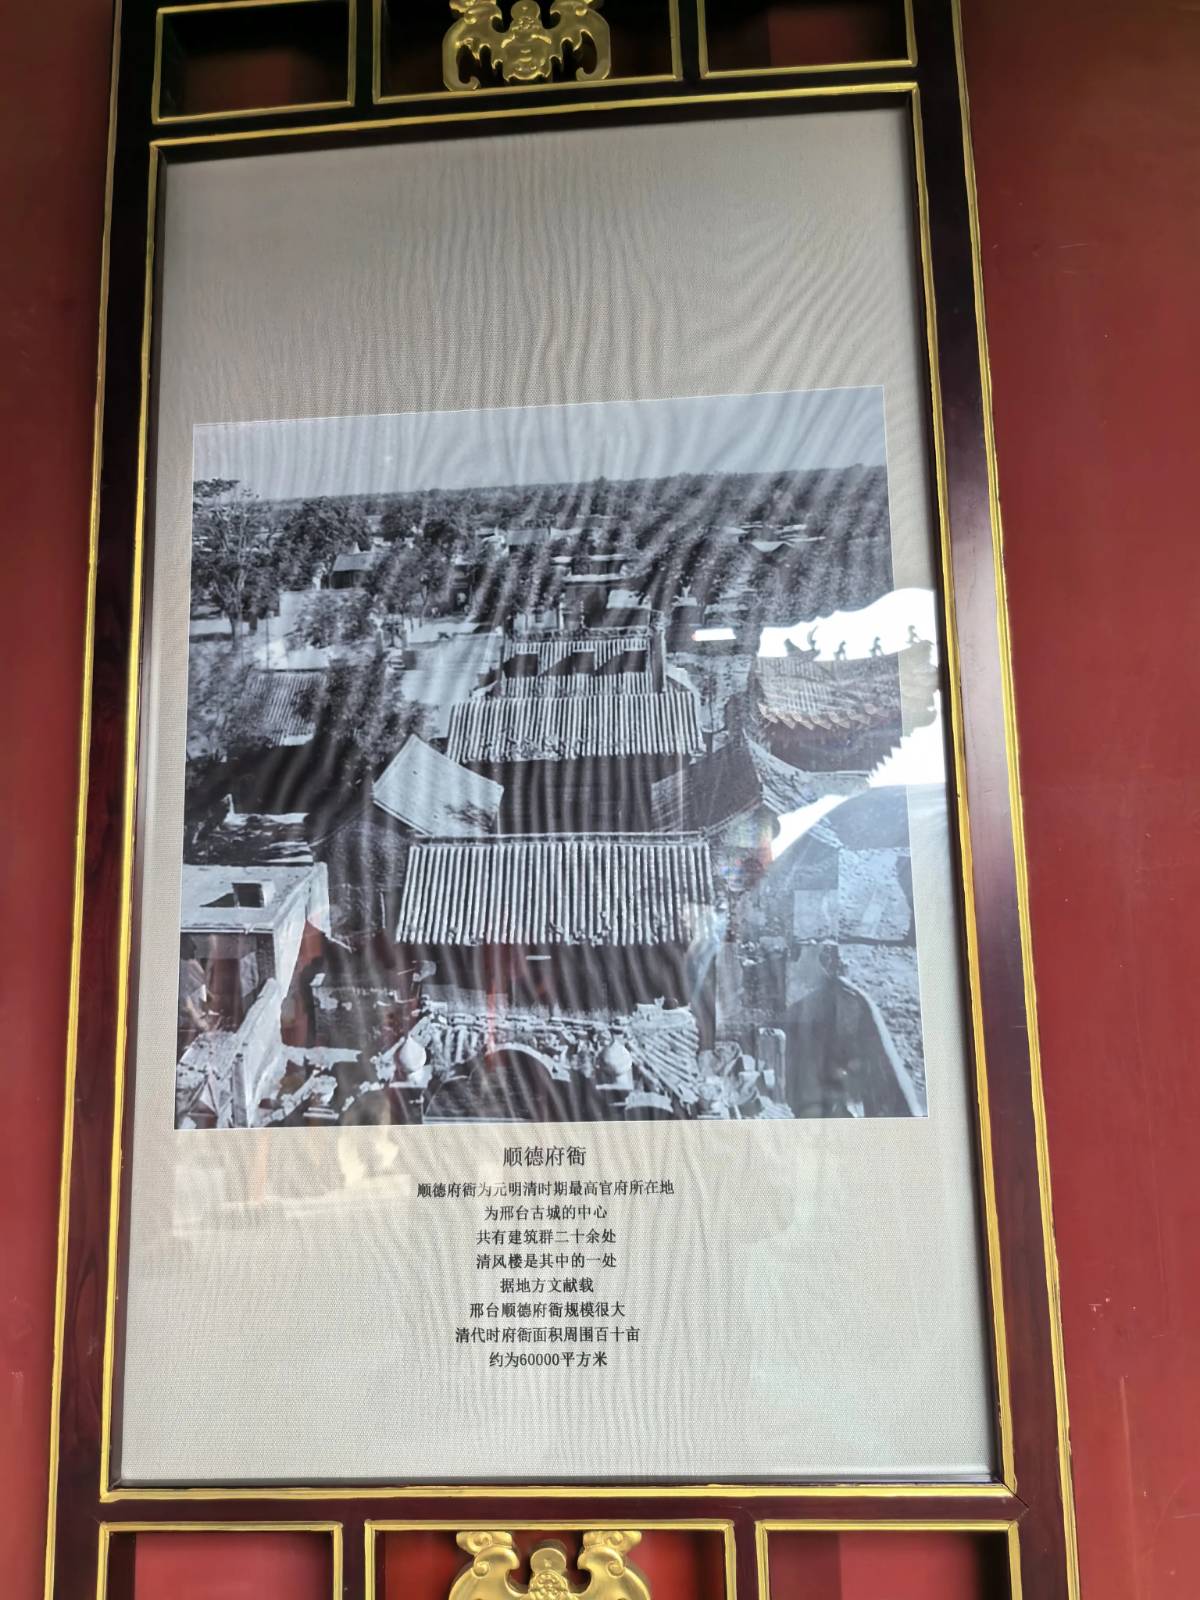 顺德府衙
顺德府衙为元明清时期最高官府所在地
为邢台古城的中心
共有建筑群二十余处
清风楼是其中的一处
据地方文献载
邢台顺德府衙规模很大
清代时府衙面积周围百十亩
约为60000平方米